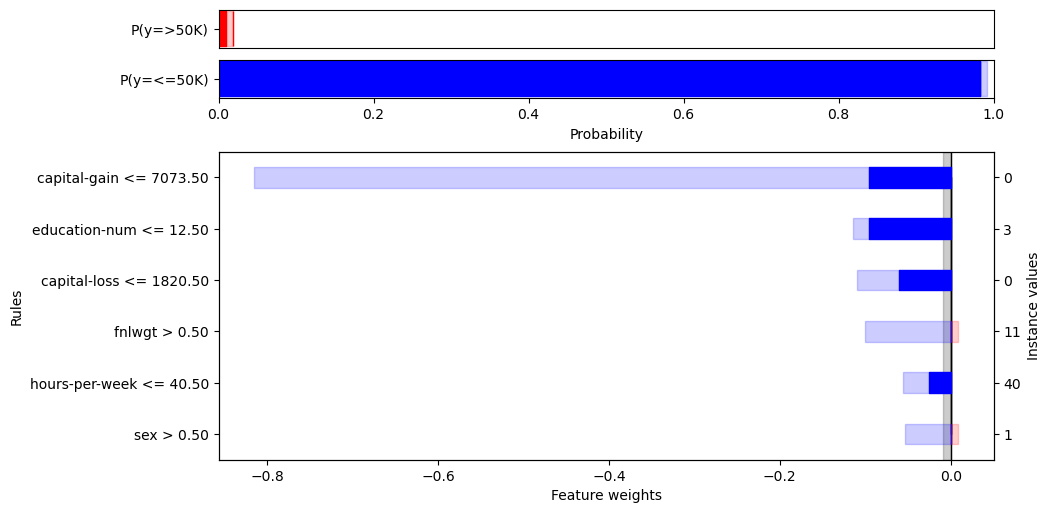 P(y=>50K)
P(y=<=50K)
0.0 0.2 0.4 0.6 0.8 1.0
Probability
capital-gain <= 7073.50 0
education-num <= 12.50 3
capital-loss <= 1820.50 0
fnlwgt > 0.50 11
hours-per-week <= 40.50 40
sex > 0.50 1
Rules
Instance values
−0.8 −0.6 −0.4 −0.2 0.0
Feature weights